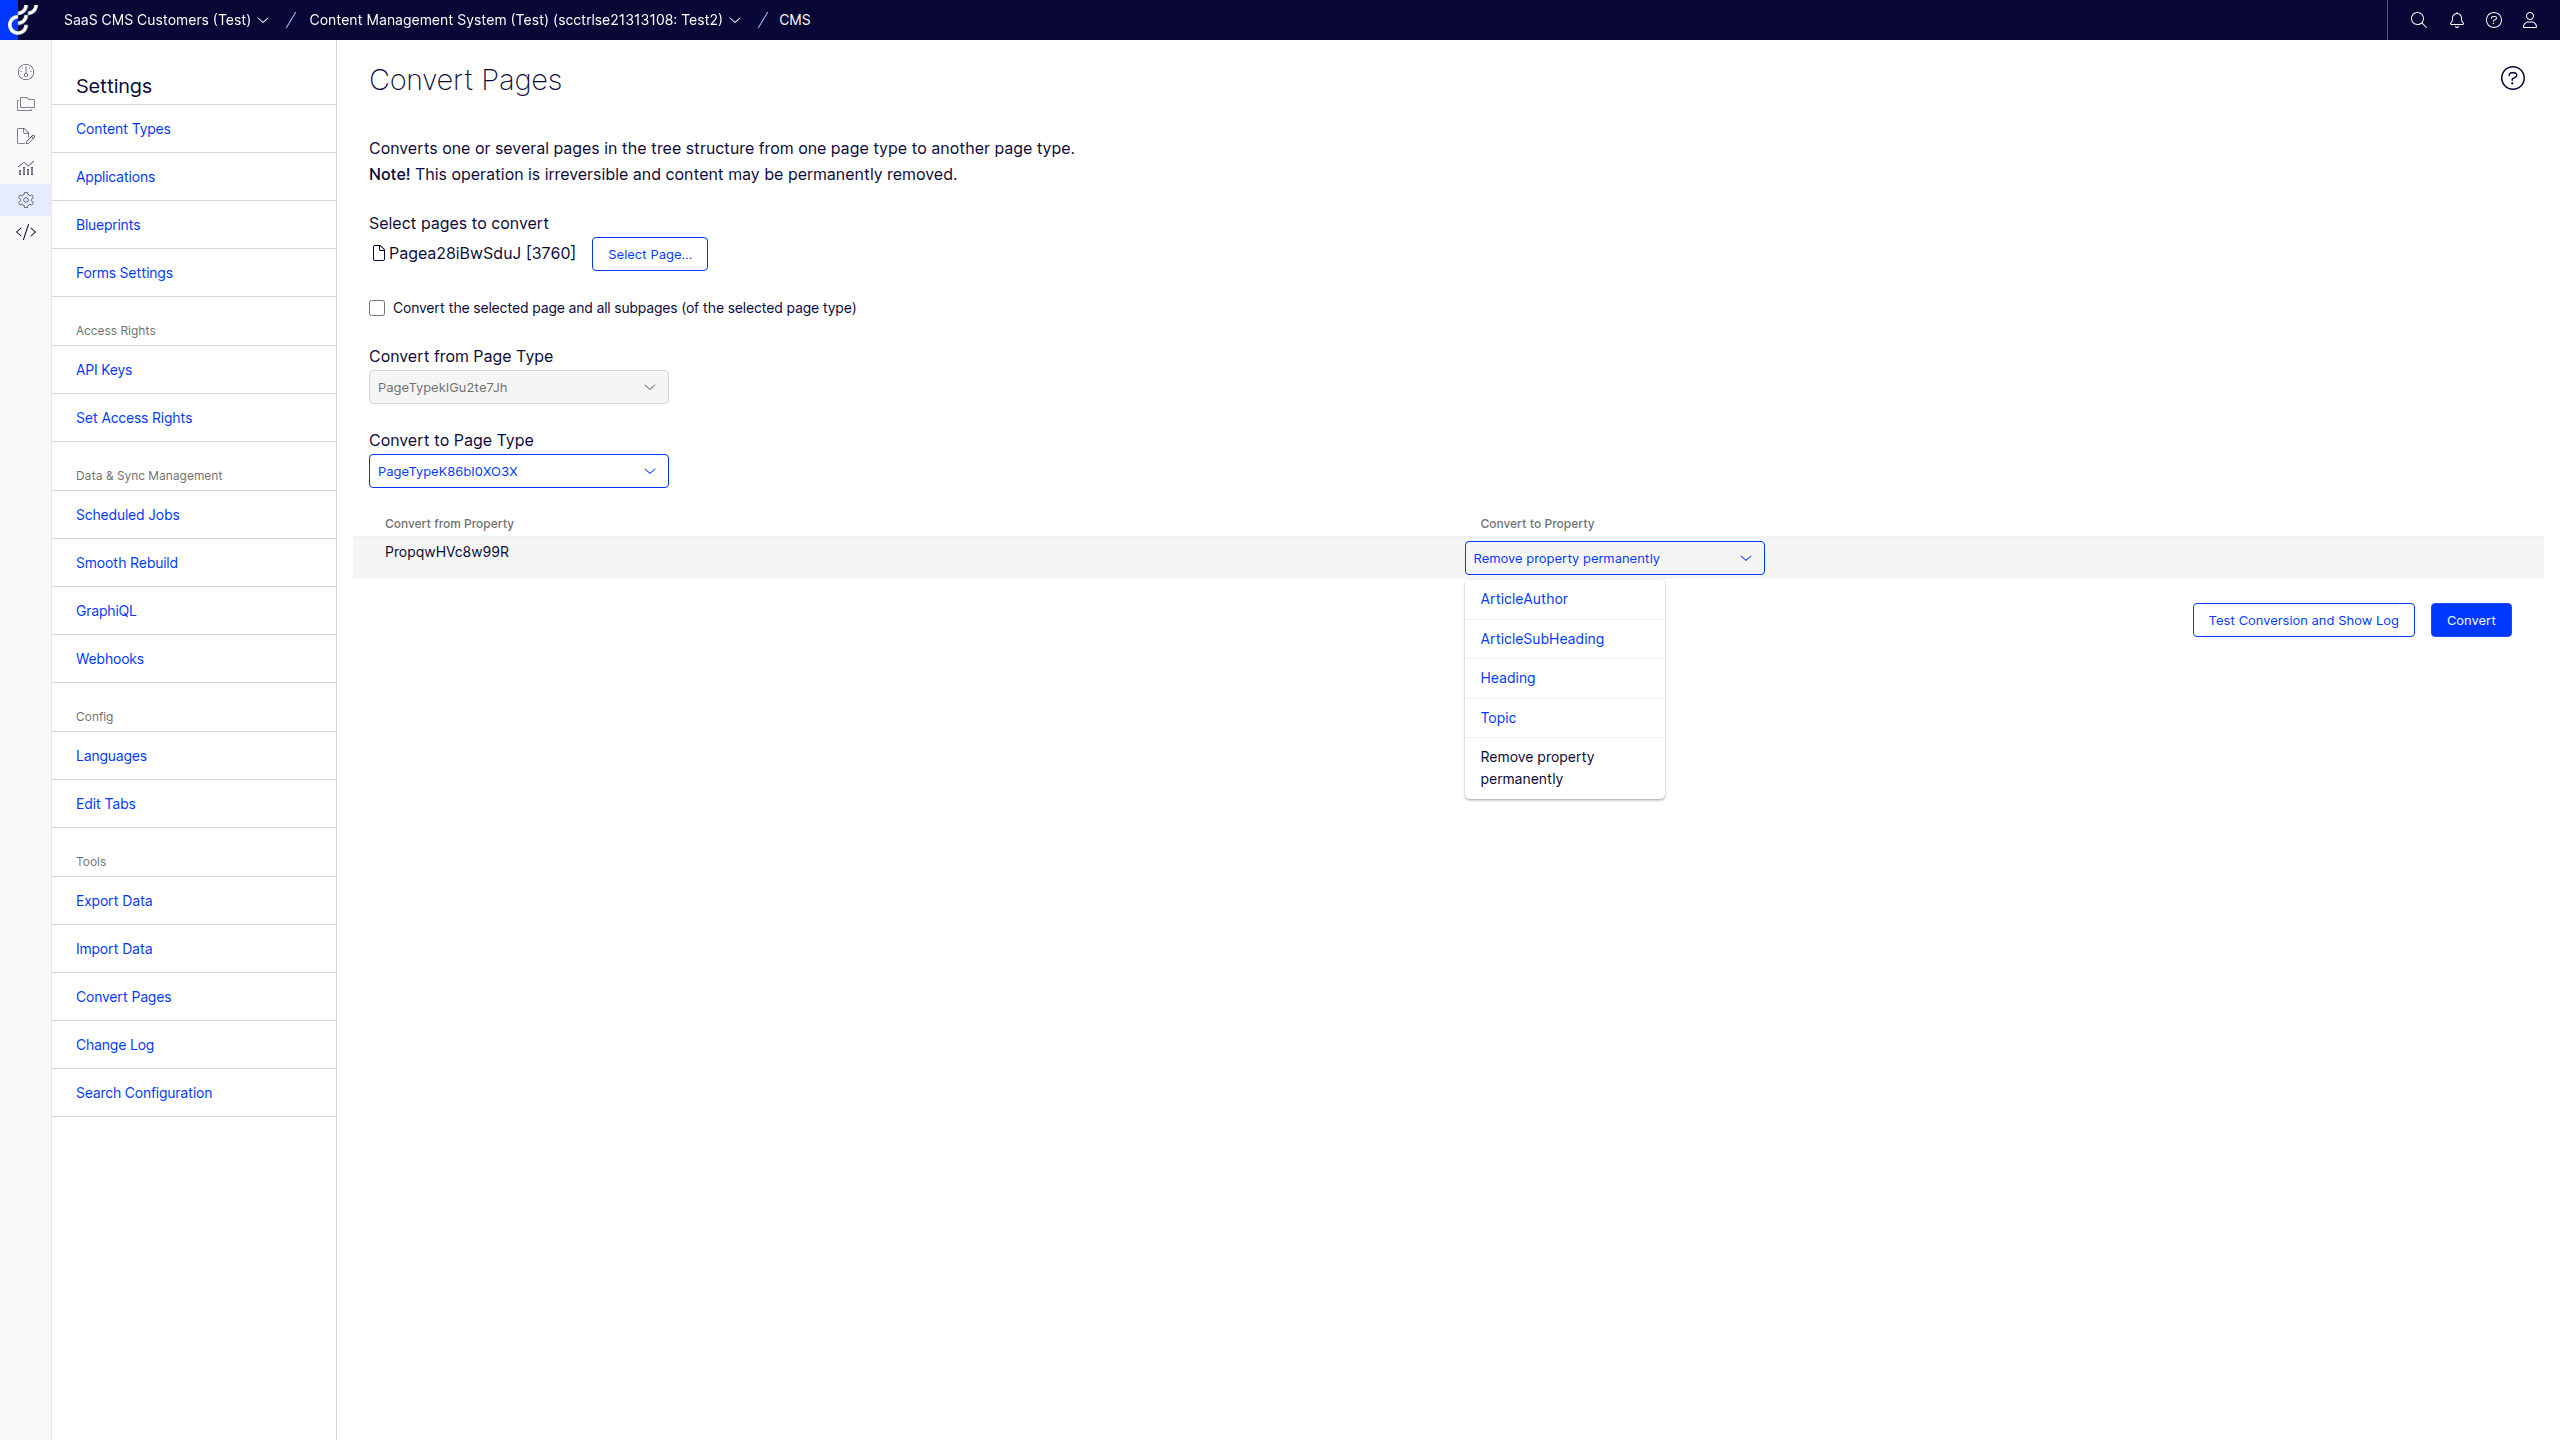 SaaS CMS Customers (Test) / Content Management System (Test) (scctrlse21313108: Test2) / CMS
Settings
Content Types
Applications
Blueprints
Forms Settings
Access Rights
API Keys
Set Access Rights
Data & Sync Management
Scheduled Jobs
Smooth Rebuild
GraphiQL
Webhooks
Config
Languages
Edit Tabs
Tools
Export Data
Import Data
Convert Pages
Change Log
Search Configuration
Convert Pages
Converts one or several pages in the tree structure from one page type to another page type.
Note! This operation is irreversible and content may be permanently removed.
Select pages to convert
Pagea28iBwSduJ [3760] Select Page...
Convert the selected page and all subpages (of the selected page type)
Convert from Page Type
PageTypeklGu2te7Jh
Convert to Page Type
PageTypeK86bI0XO3X
Convert from Property Convert to Property
PropqwHVc8w99R Remove property permanently
ArticleAuthor
ArticleSubHeading
Heading
Topic
Remove property
permanently
Test Conversion and Show Log Convert